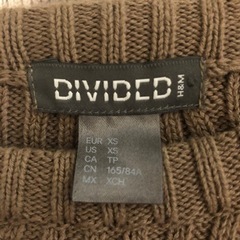 DIVIDED
H&M
EUR XS
US XS
CA TP
CN 165/84A
MX XCH